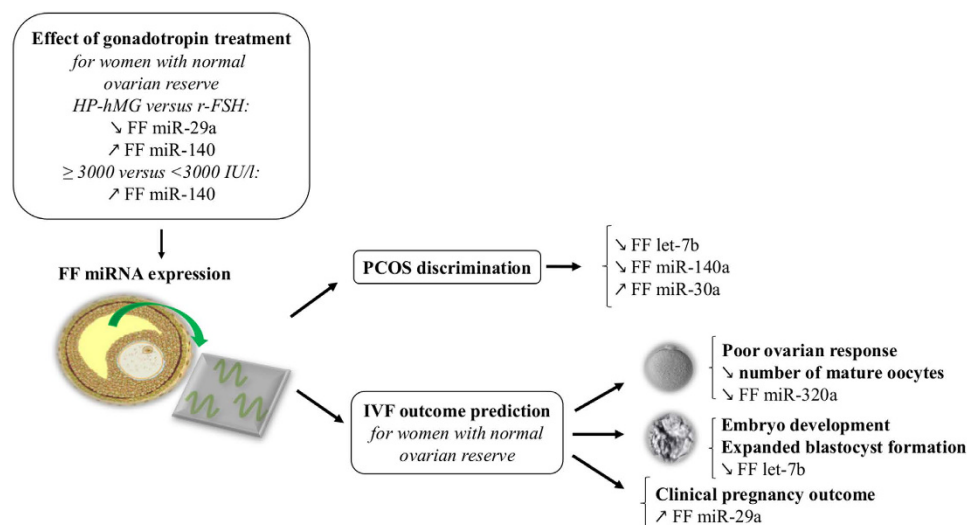 Effect of gonadotropin treatment
for women with normal
ovarian reserve
HP-hMG versus r-FSH:
↘ FF miR-29a
↗ FF miR-140
≥ 3000 versus <3000 IU/l:
↗ FF miR-140
FF miRNA expression
PCOS discrimination
↘ FF let-7b
↘ FF miR-140a
↗ FF miR-30a
IVF outcome prediction
for women with normal
ovarian reserve
Poor ovarian response
↘ number of mature oocytes
↘ FF miR-320a
Embryo development
Expanded blastocyst formation
↘ FF let-7b
Clinical pregnancy outcome
↗ FF miR-29a